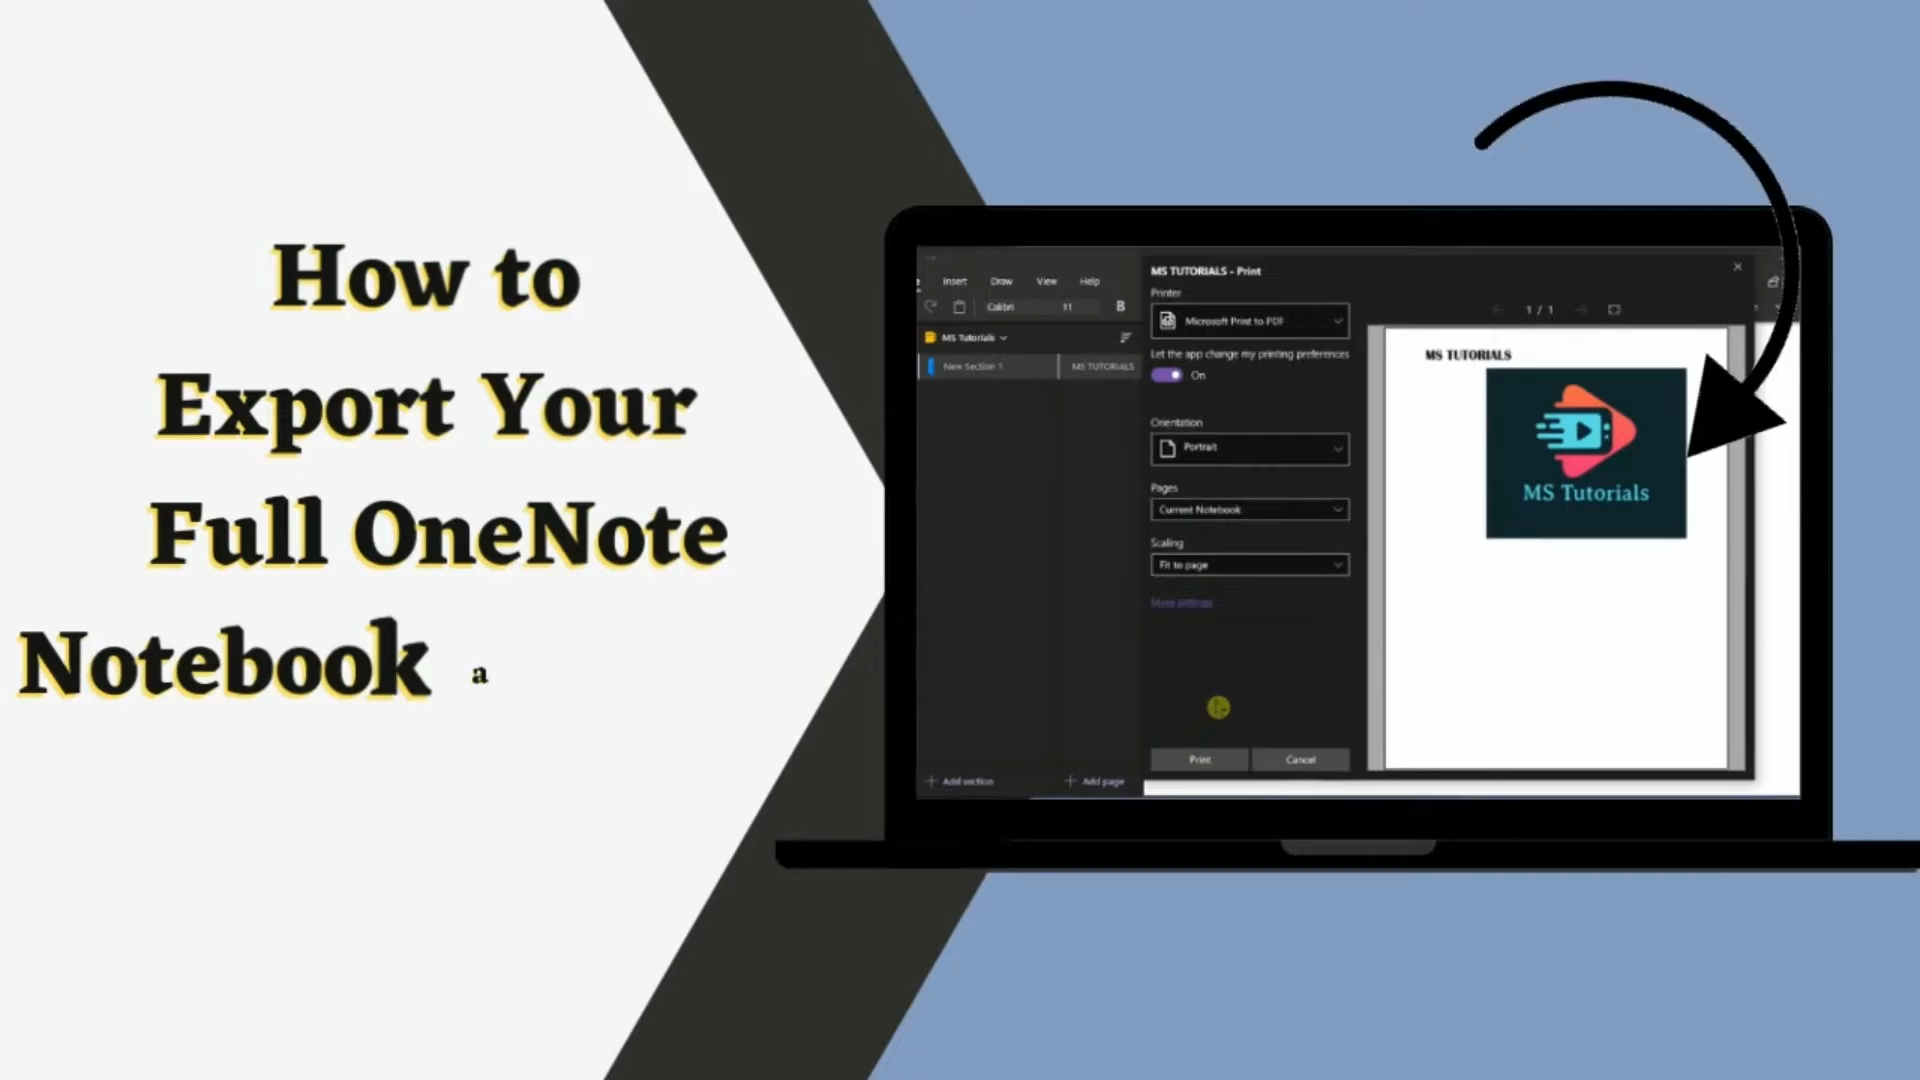 How to
Export Your
Full OneNote
Notebook a
Insert Draw View Help
Calibri 11 B
MS Tutorials
New Section 1 MS TUTORIALS
Add section Add page
MS TUTORIALS - Print
Printer
Microsoft Print to PDF
Let the app change my printing preferences
On
Orientation
Portrait
Pages
Current Notebook
Scaling
Fit to page
More settings
Print Cancel
1 / 1
MS TUTORIALS
MS Tutorials